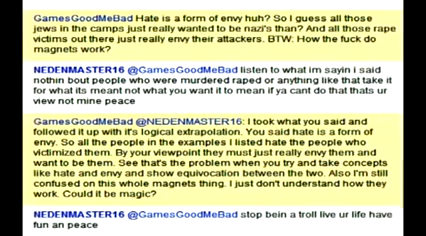 GamesGoodMeBad Hate is a form of envy huh? So I guess all those
jews in the camps just really wanted to be nazi's than? And all those rape
victims out there just really envy their attackers. BTW: How the fuck do
magnets work?
NEDENMASTER16 @GamesGoodMeBad listen to what im sayin i said
nothin bout people who were murdered raped or anything like that take it
for what its meant not what you want it to mean if ya cant do that thats ur
view not mine peace
GamesGoodMeBad @NEDENMASTER16: I took what you said and
followed it up with it's logical extrapolation. You said hate is a form of
envy. So all the people in the examples I listed hate the people who
victimized them. By your viewpoint they must just really envy them and
want to be them. See that's the problem when you try and take concepts
like hate and envy and show equivocation between the two. Also I'm still
confused on this whole magnets thing. I just don't understand how they
work. Could it be magic?
NEDENMASTER16 @GamesGoodMeBad stop bein a troll live ur life have
fun an peace